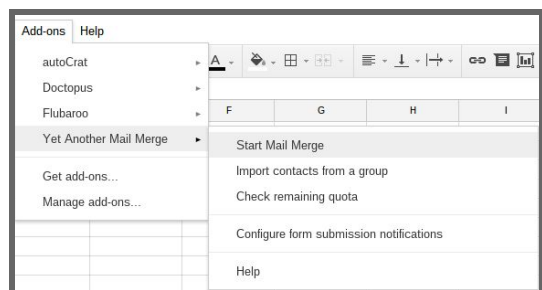 Add-ons Help
autoCrat
Doctopus
Flubaroo
Yet Another Mail Merge
Get add-ons...
Manage add-ons...
A
F G H I
Start Mail Merge
Import contacts from a group
Check remaining quota
Configure form submission notifications
Help